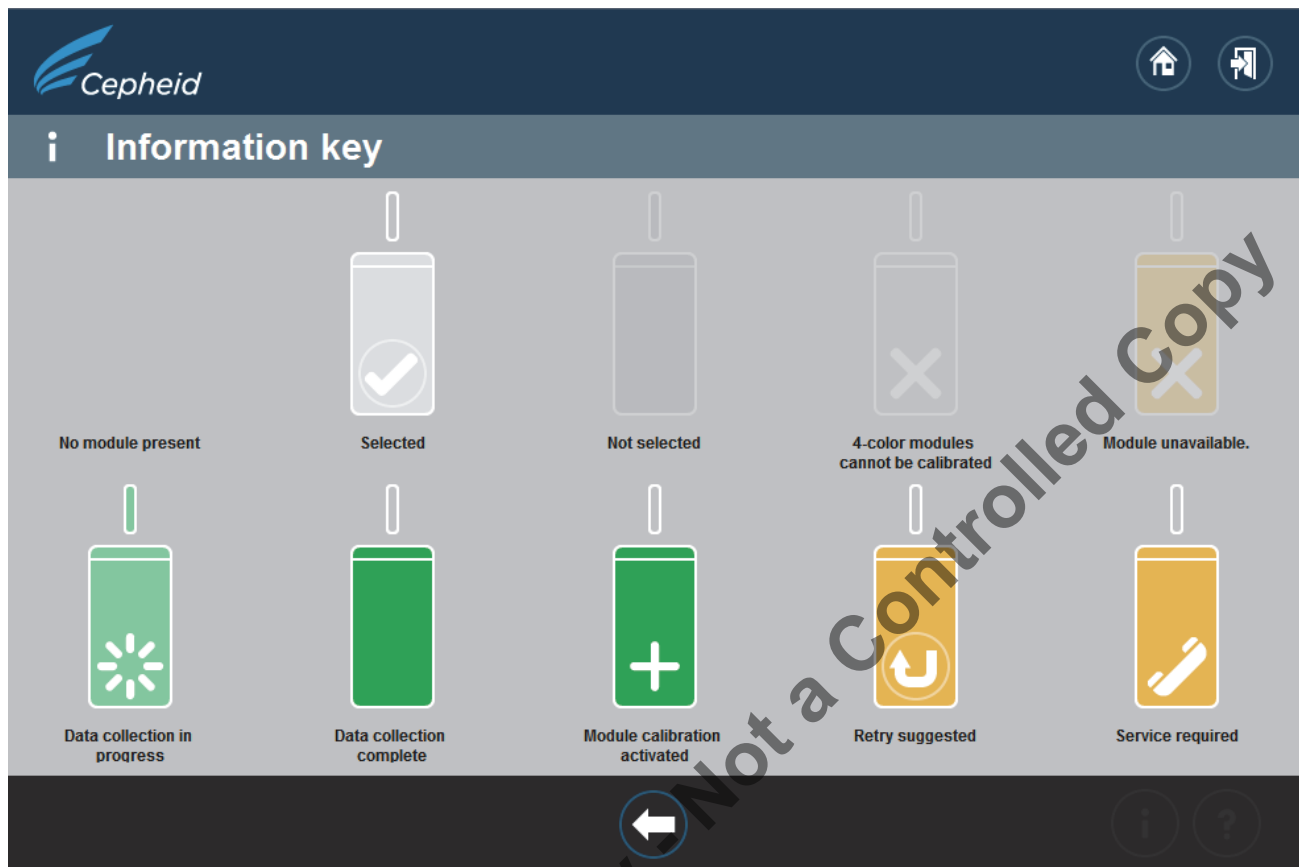 Cepheid
i Information key
No module present
Selected
Not selected
4-color modules
cannot be calibrated
Module unavailable.
Data collection in
progress
Data collection
complete
Module calibration
activated
Retry suggested
Service required
- Not a Controlled Copy
i ?